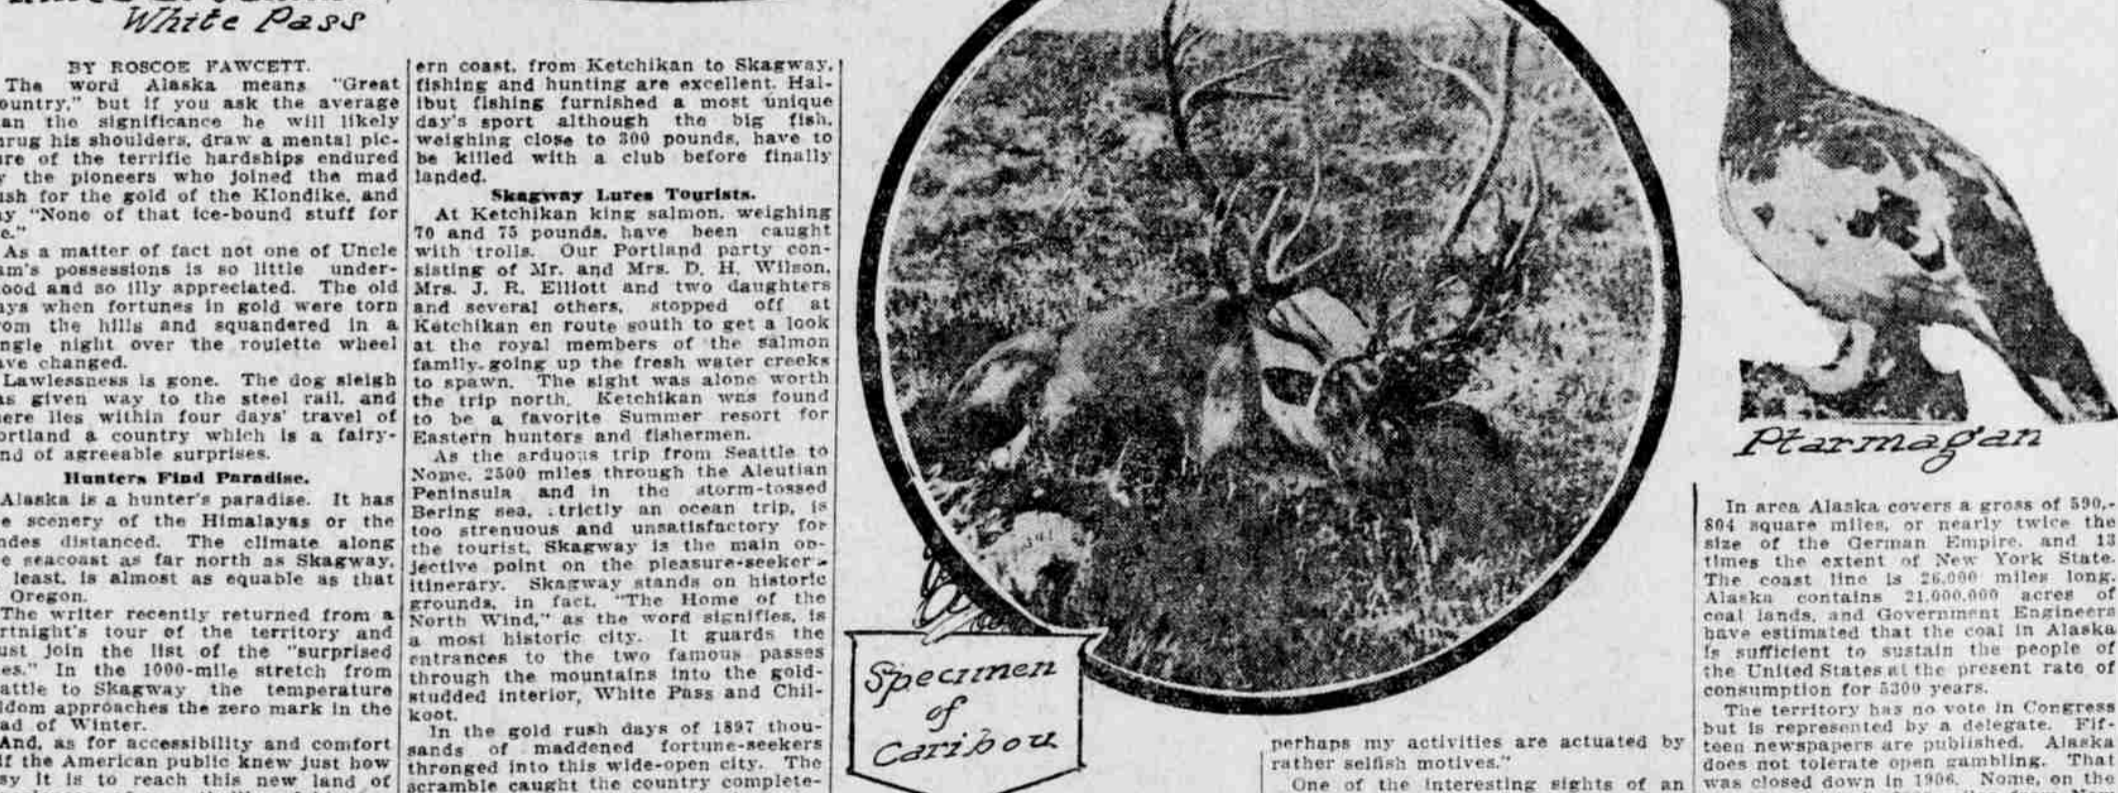 White Pass
BY ROSCOE FAWCETT.
The word Alaska means "Great
ountry," but if you ask the average
an the significance he will likely
hrug his shoulders, draw a mental pic-
ure of the terrific hardships endured
y the pioneers who joined the mad
ush for the gold of the Klondike, and
ay "None of that ice-bound stuff for
e."
As a matter of fact not one of Uncle
am's possessions is so little under-
tood and so illy appreciated. The old
ays when fortunes in gold were torn
rom the hills and squandered in a
ngle night over the roulette wheel
ave changed.
Lawlessness is gone. The dog sleigh
as given way to the steel rail, and
here lies within four days' travel of
ortland a country which is a fairy-
nd of agreeable surprises.
Hunters Find Paradise.
Alaska is a hunter's paradise. It has
e scenery of the Himalayas or the
ndes distanced. The climate along
e seacoast as far north as Skagway,
least, is almost as equable as that
Oregon.
The writer recently returned from a
rtnight's tour of the territory and
ust join the list of the "surprised
es." In the 1000-mile stretch from
attle to Skagway the temperature
ldom approaches the zero mark in the
ad of Winter.
And, as for accessibility and comfort
if the American public knew just how
sy it is to reach this new land of
ern coast, from Ketchikan to Skagway,
fishing and hunting are excellent. Hal-
ibut fishing furnished a most unique
day's sport although the big fish,
weighing close to 300 pounds, have to
be killed with a club before finally
landed.
Skagway Lures Tourists.
At Ketchikan king salmon, weighing
70 and 75 pounds, have been caught
with trolls. Our Portland party con-
sisting of Mr. and Mrs. D. H. Wilson,
Mrs. J. R. Elliott and two daughters
and several others, stopped off at
Ketchikan en route south to get a look
at the royal members of the salmon
family going up the fresh water creeks
to spawn. The sight was alone worth
the trip north. Ketchikan was found
to be a favorite Summer resort for
Eastern hunters and fishermen.
As the arduous trip from Seattle to
Nome, 2500 miles through the Aleutian
Peninsula and in the storm-tossed
Bering sea, strictly an ocean trip, is
too strenuous and unsatisfactory for
the tourist, Skagway is the main ob-
jective point on the pleasure-seeker's
itinerary. Skagway stands on historic
grounds, in fact, "The Home of the
North Wind," as the word signifies, is
a most historic city. It guards the
entrances to the two famous passes
through the mountains into the gold-
studded interior, White Pass and Chil-
koot.
In the gold rush days of 1897 thou-
sands of maddened fortune-seekers
thronged into this wide-open city. The
scramble caught the country complete-
Specimen
of
Caribou
perhaps my activities are actuated by
rather selfish motives."
One of the interesting sights of an
Ptarmagan
In area Alaska covers a gross of 590,-
804 square miles, or nearly twice the
size of the German Empire, and 13
times the extent of New York State.
The coast line is 26,000 miles long.
Alaska contains 21,000,000 acres of
coal lands, and Government Engineers
have estimated that the coal in Alaska
is sufficient to sustain the people of
the United States at the present rate of
consumption for 5300 years.
The territory has no vote in Congress
but is represented by a delegate. Fif-
teen newspapers are published. Alaska
does not tolerate open gambling. That
was closed down in 1906. Nome, on the